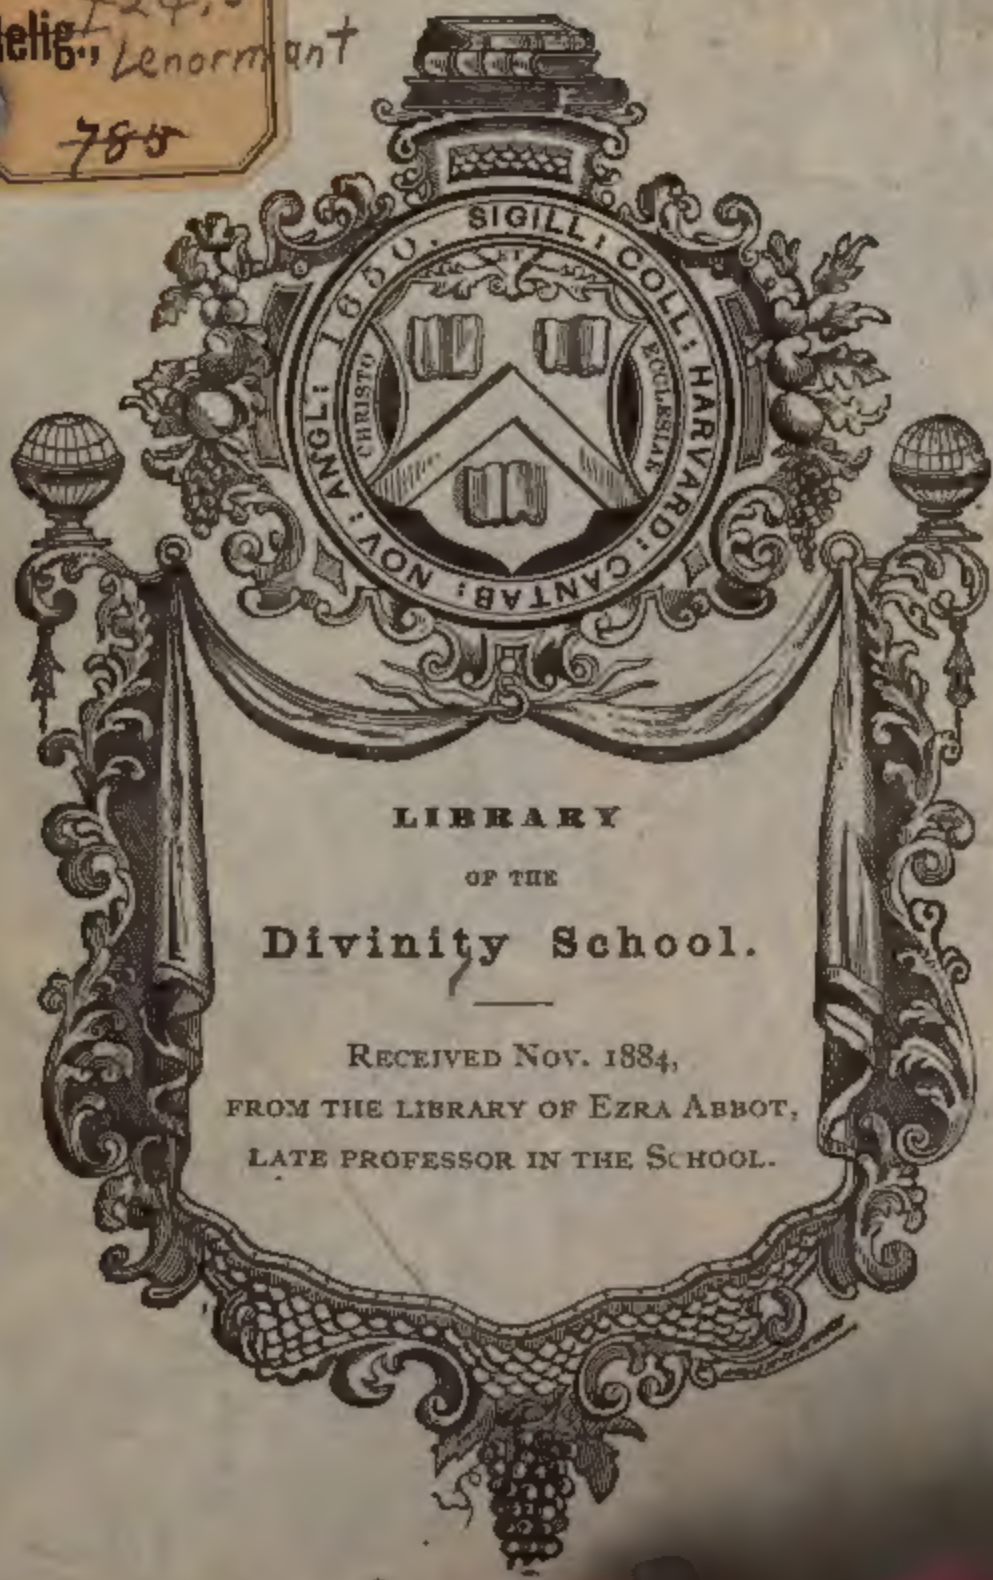 Relig.,
Lenormant
785
SIGILL: COLL: HARVARD: CANTAB: NOV: ANGL: 1650.
CHRISTO
ET
ECCLESIAE
LIBRARY
OF THE
Divinity School.
RECEIVED NOV. 1884,
FROM THE LIBRARY OF EZRA ABBOT,
LATE PROFESSOR IN THE SCHOOL.